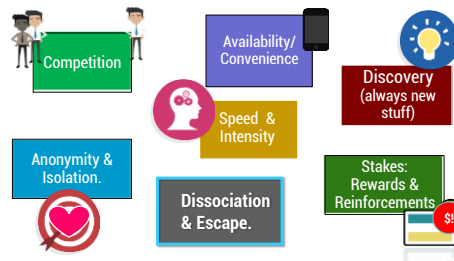 Competition
Availability/
Convenience
Discovery
(always new
stuff)
Speed &
Intensity
Anonymity &
Isolation.
Dissociation
& Escape.
Stakes:
Rewards &
Reinforcements
$!